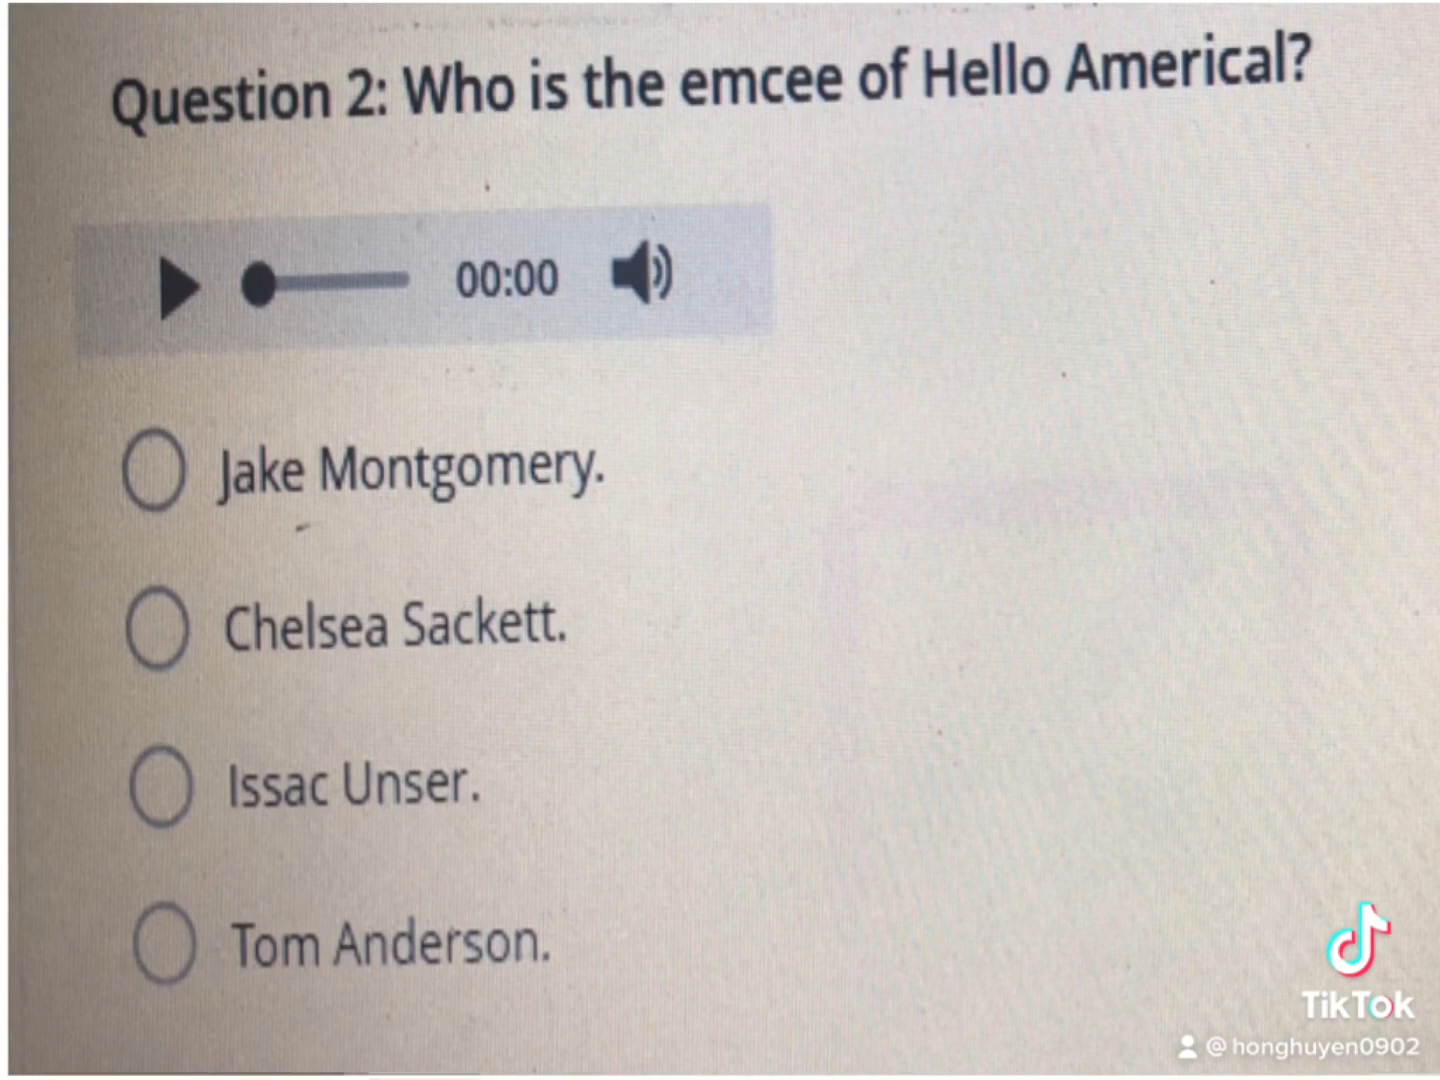 Question 2: Who is the emcee of Hello Americal?
00:00
Jake Montgomery.
Chelsea Sackett.
Issac Unser.
Tom Anderson.
TikTok
@honghuyen0902